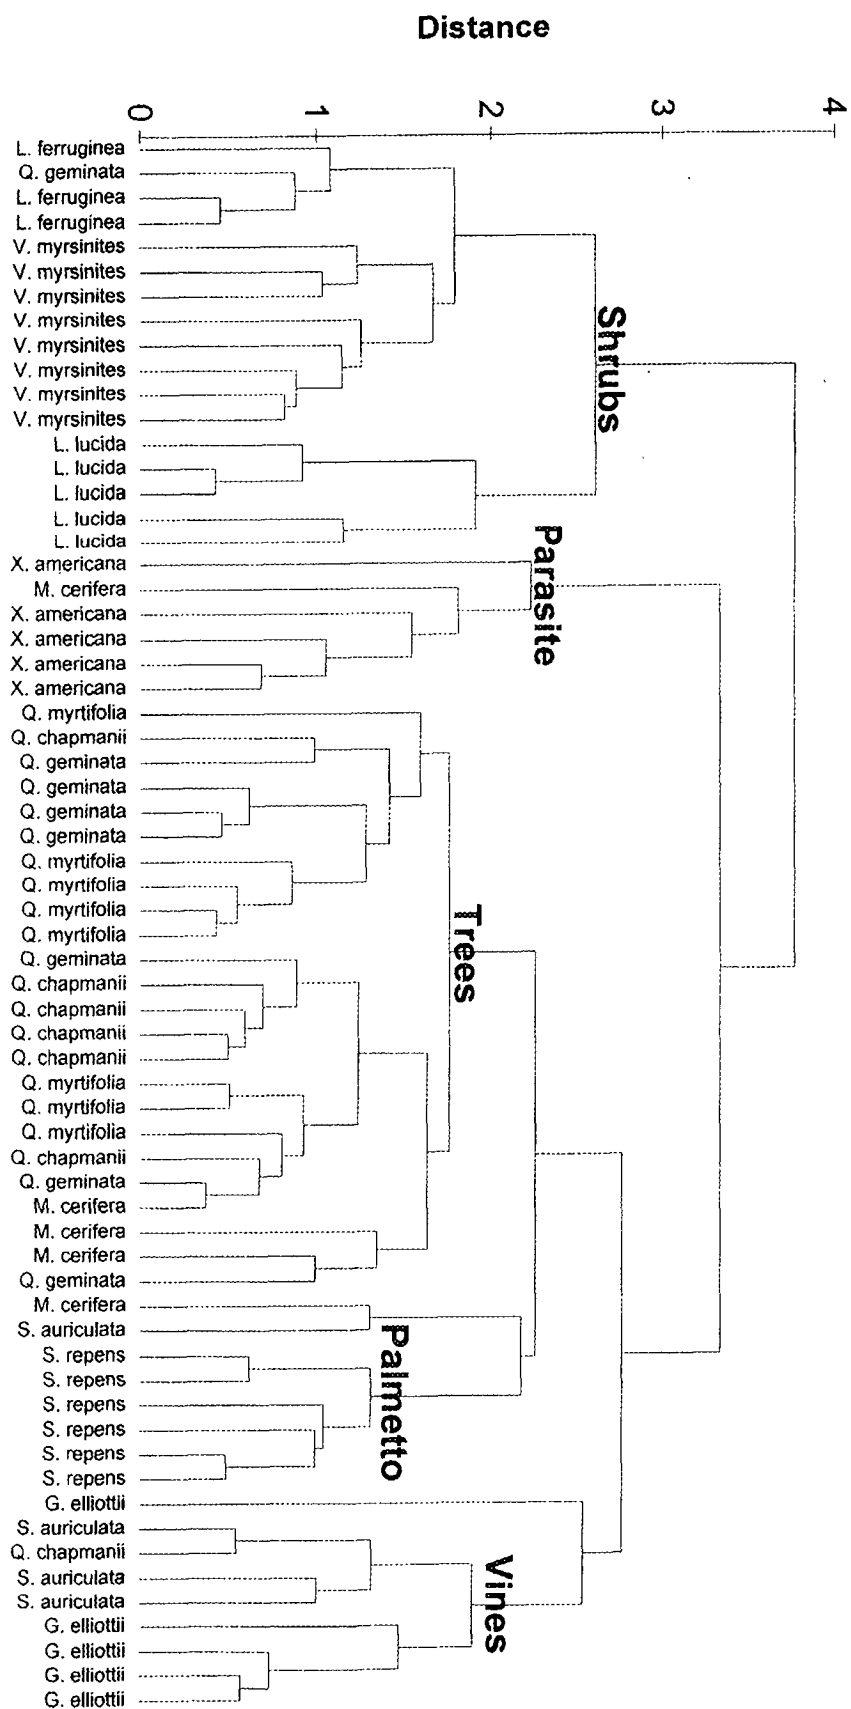 Distance
0 1 2 3 4
L. ferruginea
Q. geminata
L. ferruginea
L. ferruginea
V. myrsinites
V. myrsinites
V. myrsinites
V. myrsinites
V. myrsinites
V. myrsinites
V. myrsinites
V. myrsinites
L. lucida
L. lucida
L. lucida
L. lucida
L. lucida
X. americana
M. cerifera
X. americana
X. americana
X. americana
X. americana
Q. myrtifolia
Q. chapmanii
Q. geminata
Q. geminata
Q. geminata
Q. geminata
Q. myrtifolia
Q. myrtifolia
Q. myrtifolia
Q. myrtifolia
Q. geminata
Q. chapmanii
Q. chapmanii
Q. chapmanii
Q. chapmanii
Q. myrtifolia
Q. myrtifolia
Q. myrtifolia
Q. chapmanii
Q. geminata
M. cerifera
M. cerifera
M. cerifera
Q. geminata
M. cerifera
S. auriculata
S. repens
S. repens
S. repens
S. repens
S. repens
S. repens
G. elliottii
S. auriculata
Q. chapmanii
S. auriculata
S. auriculata
G. elliottii
G. elliottii
G. elliottii
G. elliottii
Shrubs
Parasite
Trees
Palmetto
Vines